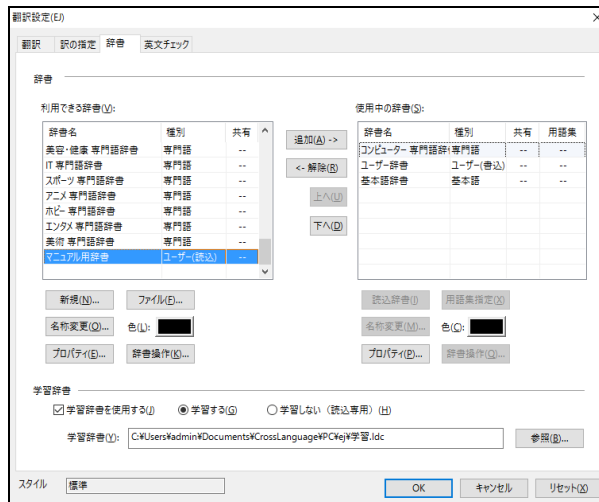 翻訳設定(EJ)
翻訳 訳の指定 辞書 英文チェック
辞書
利用できる辞書(V):
辞書名 種別 共有
美容・健康 専門語辞書 専門語 --
IT 専門語辞書 専門語 --
スポーツ 専門語辞書 専門語 --
アニメ 専門語辞書 専門語 --
ホビー 専門語辞書 専門語 --
エンタメ 専門語辞書 専門語 --
美術 専門語辞書 専門語 --
マニュアル用辞書 ユーザー(読込) --
追加(A) ->
<- 解除(R)
上へ(U)
下へ(D)
使用中の辞書(S):
辞書名 種別 共有 用語集
コンピューター 専門語辞 専門語 -- --
ユーザー辞書 ユーザー(書込) -- --
基本語辞書 基本語 -- --
新規(N)... ファイル(F)...
名称変更(O)... 色(L):
プロパティ(E)... 辞書操作(K)...
読込辞書(I) 用語集指定(X)
名称変更(M)... 色(C):
プロパティ(P)... 辞書操作(Q)...
学習辞書
学習辞書を使用する(J) 学習する(G) 学習しない（読込専用）(H)
学習辞書(Y): C:¥Users¥admin¥Documents¥CrossLanguage¥PC¥ej¥学習.ldc 参照(B)...
スタイル 標準 OK キャンセル リセット(X)